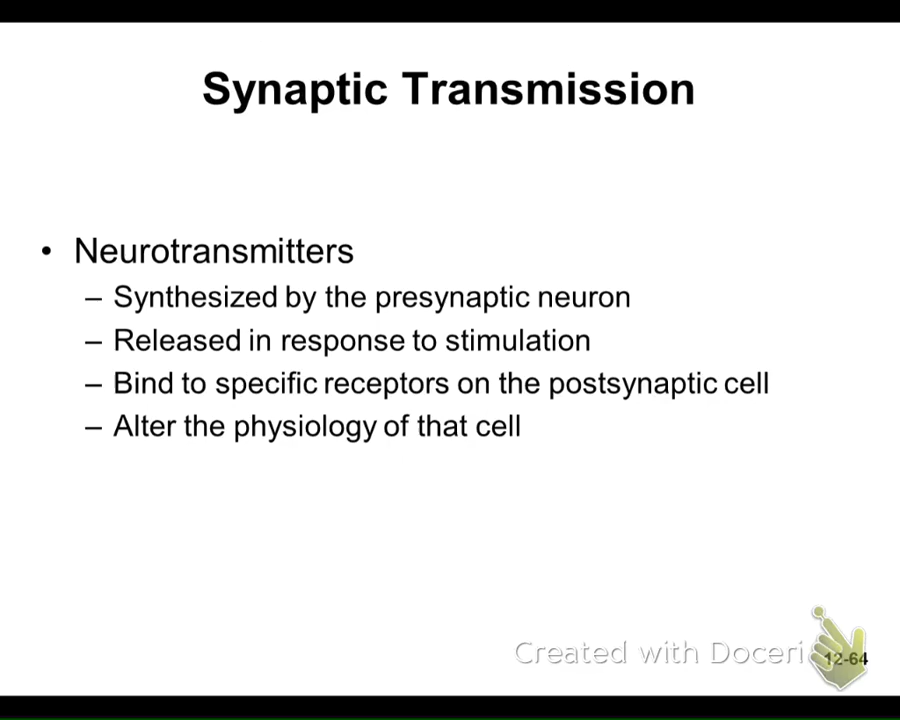 Synaptic Transmission
• Neurotransmitters
– Synthesized by the presynaptic neuron
– Released in response to stimulation
– Bind to specific receptors on the postsynaptic cell
– Alter the physiology of that cell
Created with Doceri
12-64